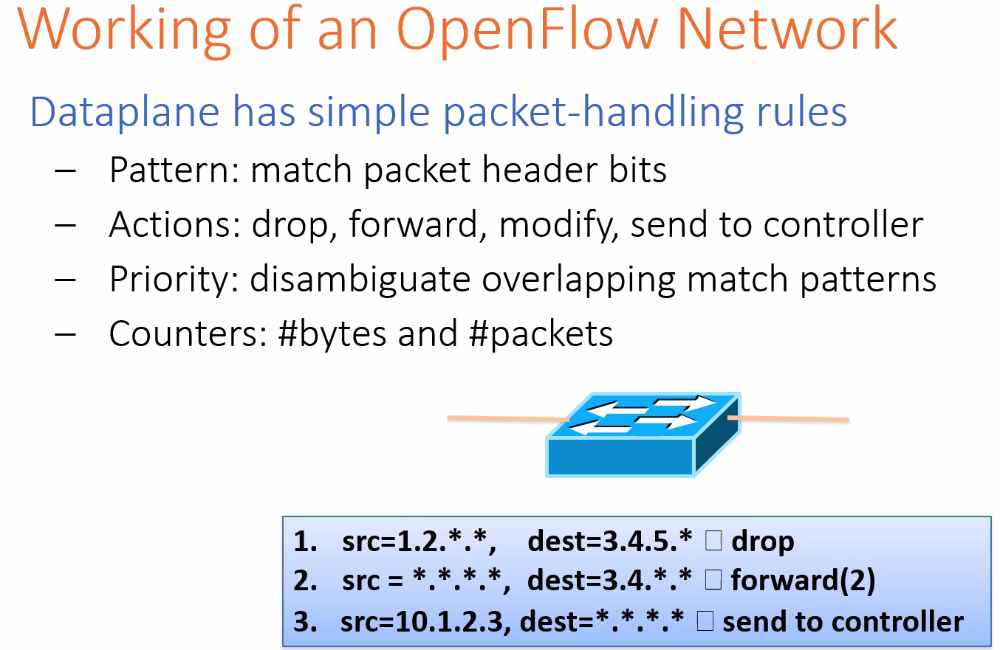 Working of an OpenFlow Network
Dataplane has simple packet-handling rules
– Pattern: match packet header bits
– Actions: drop, forward, modify, send to controller
– Priority: disambiguate overlapping match patterns
– Counters: #bytes and #packets
1. src=1.2.*.*, dest=3.4.5.* □ drop
2. src = *.*.*.*, dest=3.4.*.* □ forward(2)
3. src=10.1.2.3, dest=*.*.*.* □ send to controller